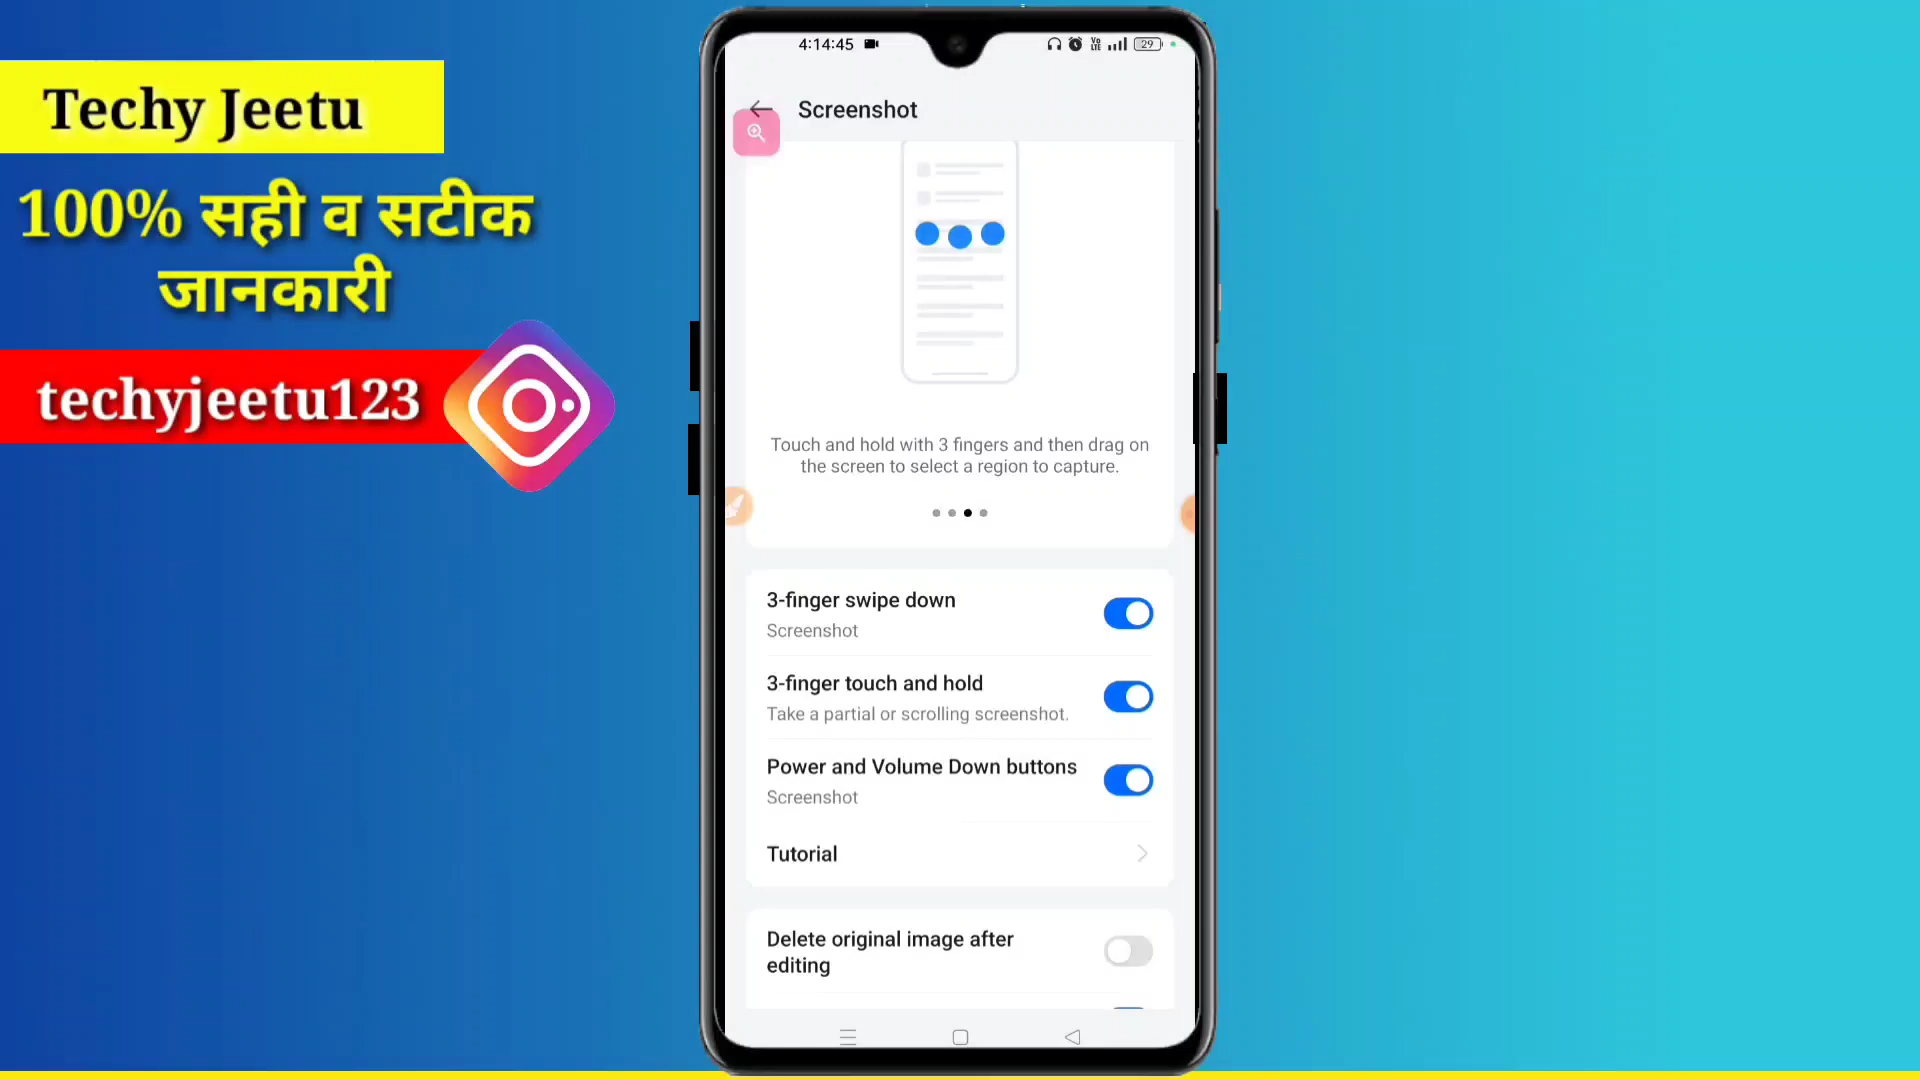 Techy Jeetu
100% सही व सटीक
जानकारी
techyjeetu123
4:14:45
Vo LTE
29
Screenshot
Touch and hold with 3 fingers and then drag on
the screen to select a region to capture.
3-finger swipe down
Screenshot
3-finger touch and hold
Take a partial or scrolling screenshot.
Power and Volume Down buttons
Screenshot
Tutorial
Delete original image after
editing